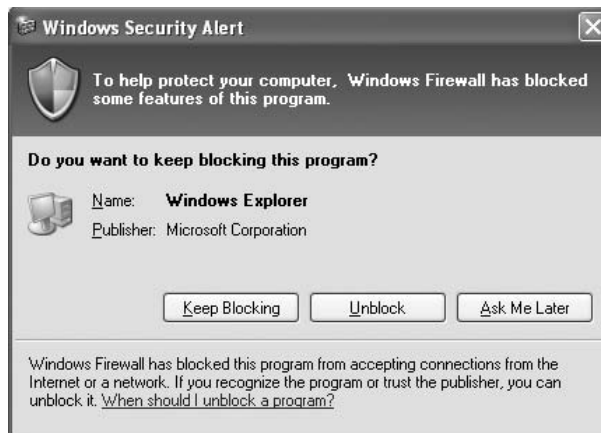 Windows Security Alert
To help protect your computer, Windows Firewall has blocked
some features of this program.
Do you want to keep blocking this program?
Name: Windows Explorer
Publisher: Microsoft Corporation
Keep Blocking Unblock Ask Me Later
Windows Firewall has blocked this program from accepting connections from the
Internet or a network. If you recognize the program or trust the publisher, you can
unblock it. When should I unblock a program?